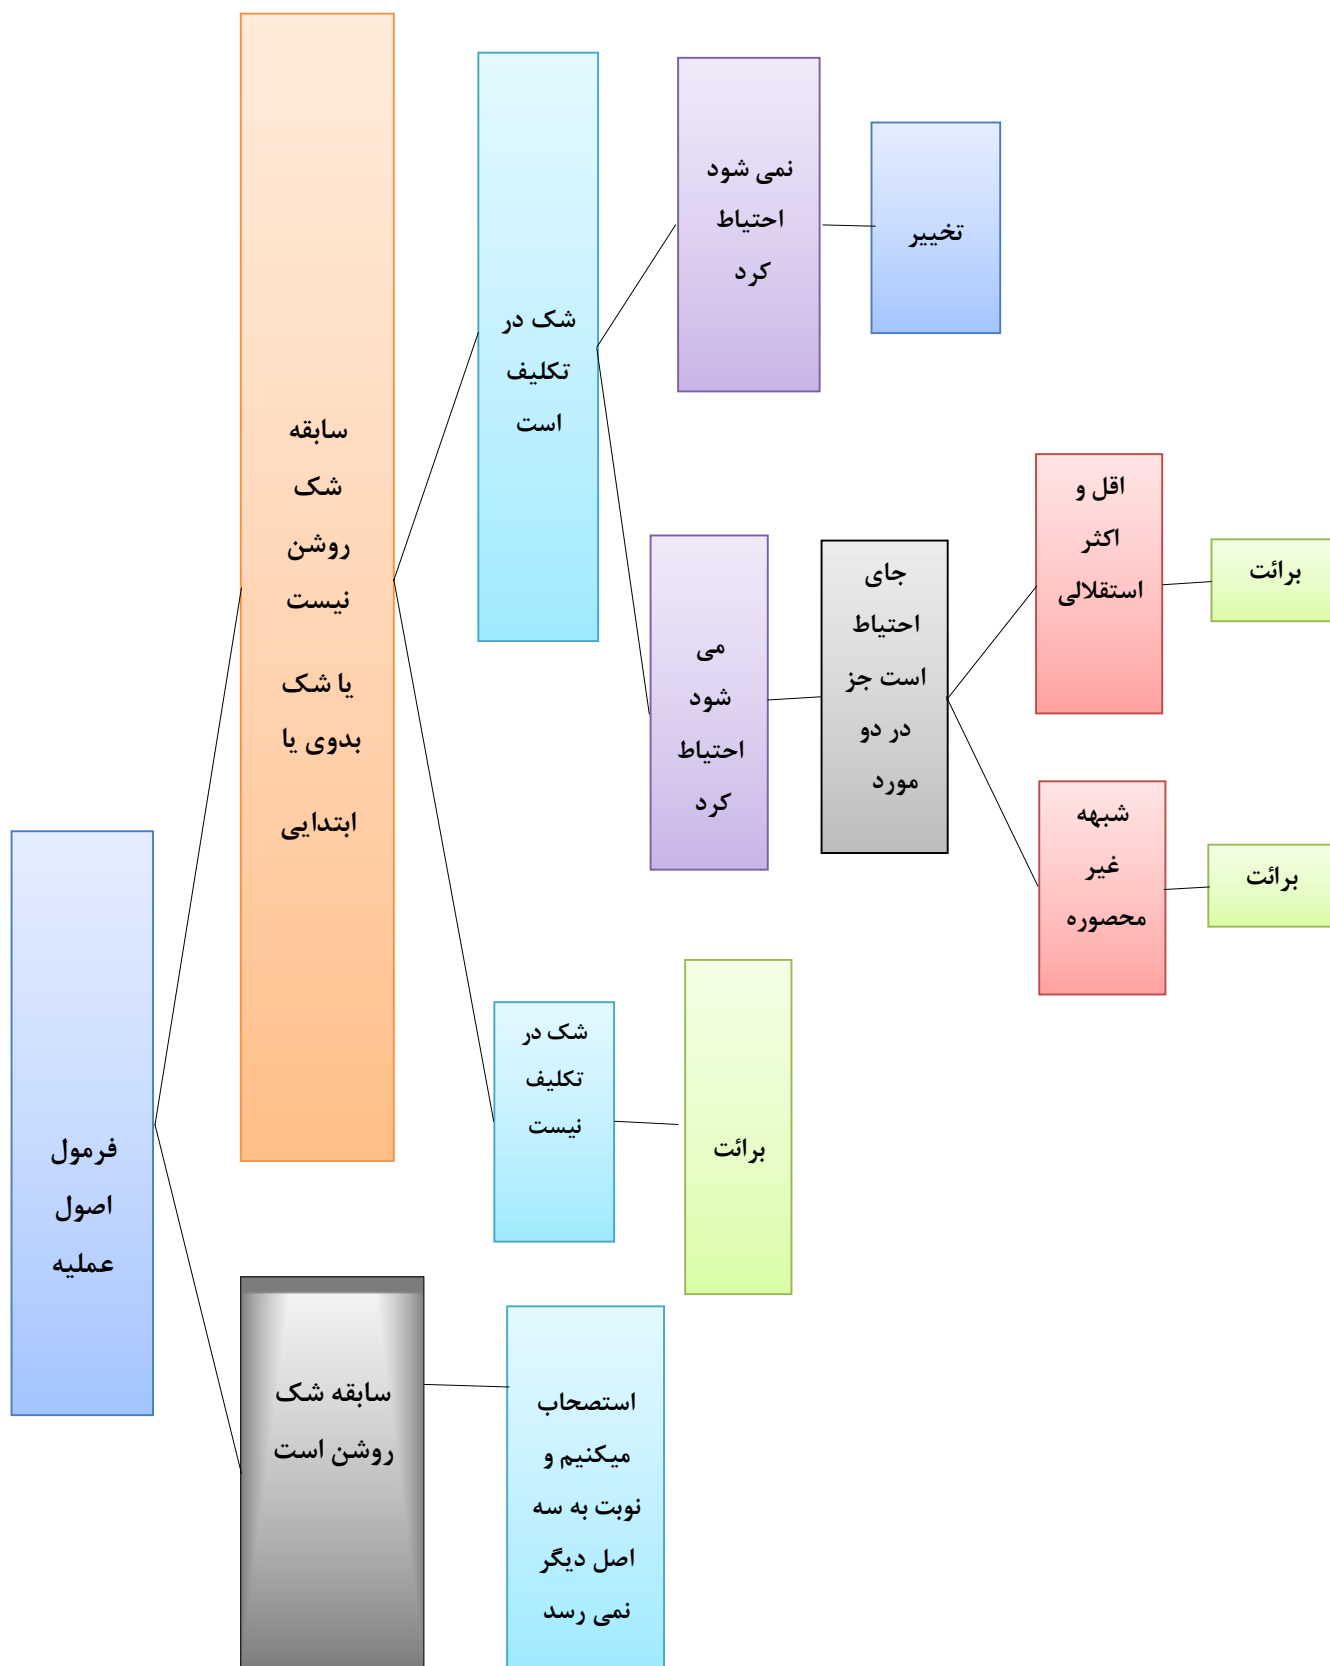 نمی شود
احتیاط
کرد
تخییر
شک در
تکلیف
است
سابقه
شک
روشن
نیست
یا شک
بدوی یا
ابتدایی
اقل و
اکثر
استقلالی
برائت
جای
احتیاط
است جز
در دو
مورد
می
شود
احتیاط
کرد
شبهه
غیر
محصوره
برائت
شک در
تکلیف
نیست
برائت
فرمول
اصول
عملیه
سابقه شک
روشن است
استصحاب
میکنیم و
نوبت به سه
اصل دیگر
نمی رسد